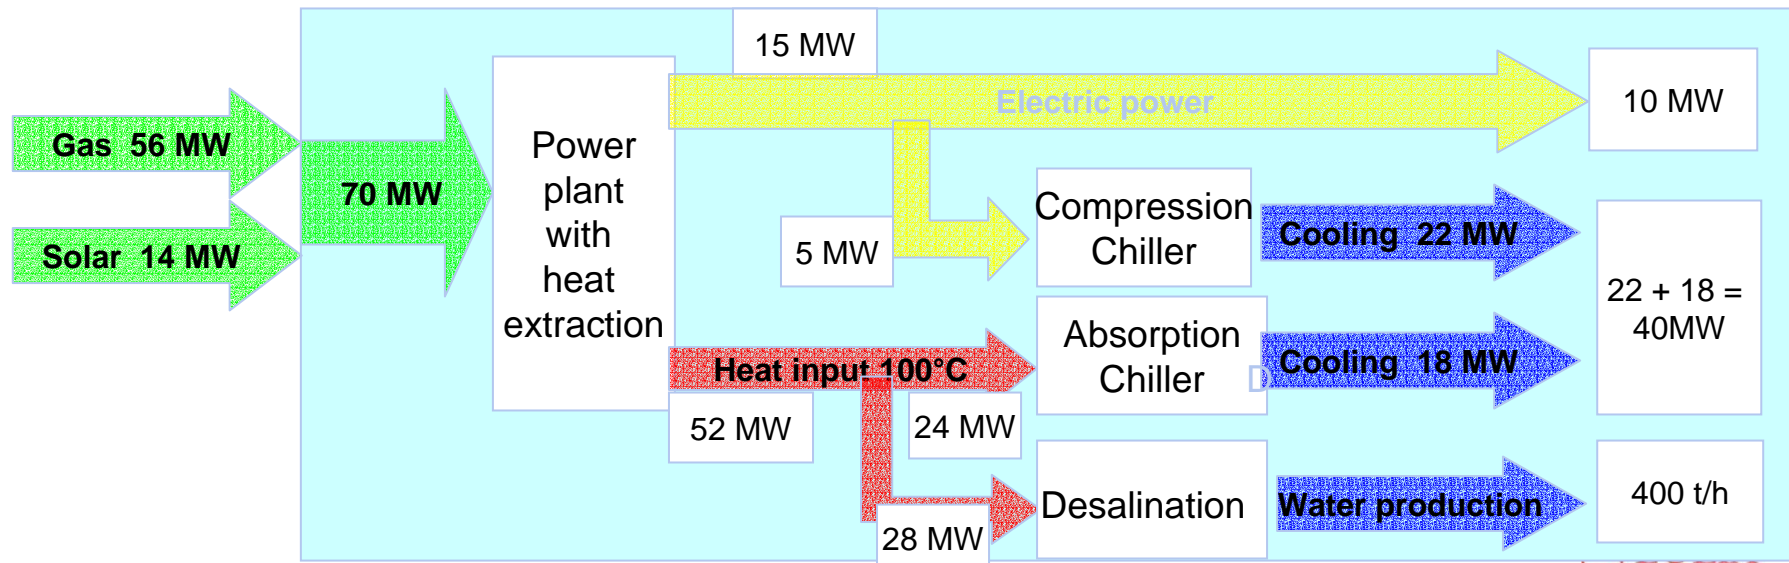 15 MW
Electric power
10 MW
Gas  56 MW
Solar  14 MW
70 MW
Power
plant
with
heat
extraction
5 MW
Compression
Chiller
Cooling  22 MW
22 + 18 =
40MW
Heat input 100°C
52 MW
24 MW
Absorption
Chiller
D
Cooling  18 MW
28 MW
Desalination
Water production
400 t/h